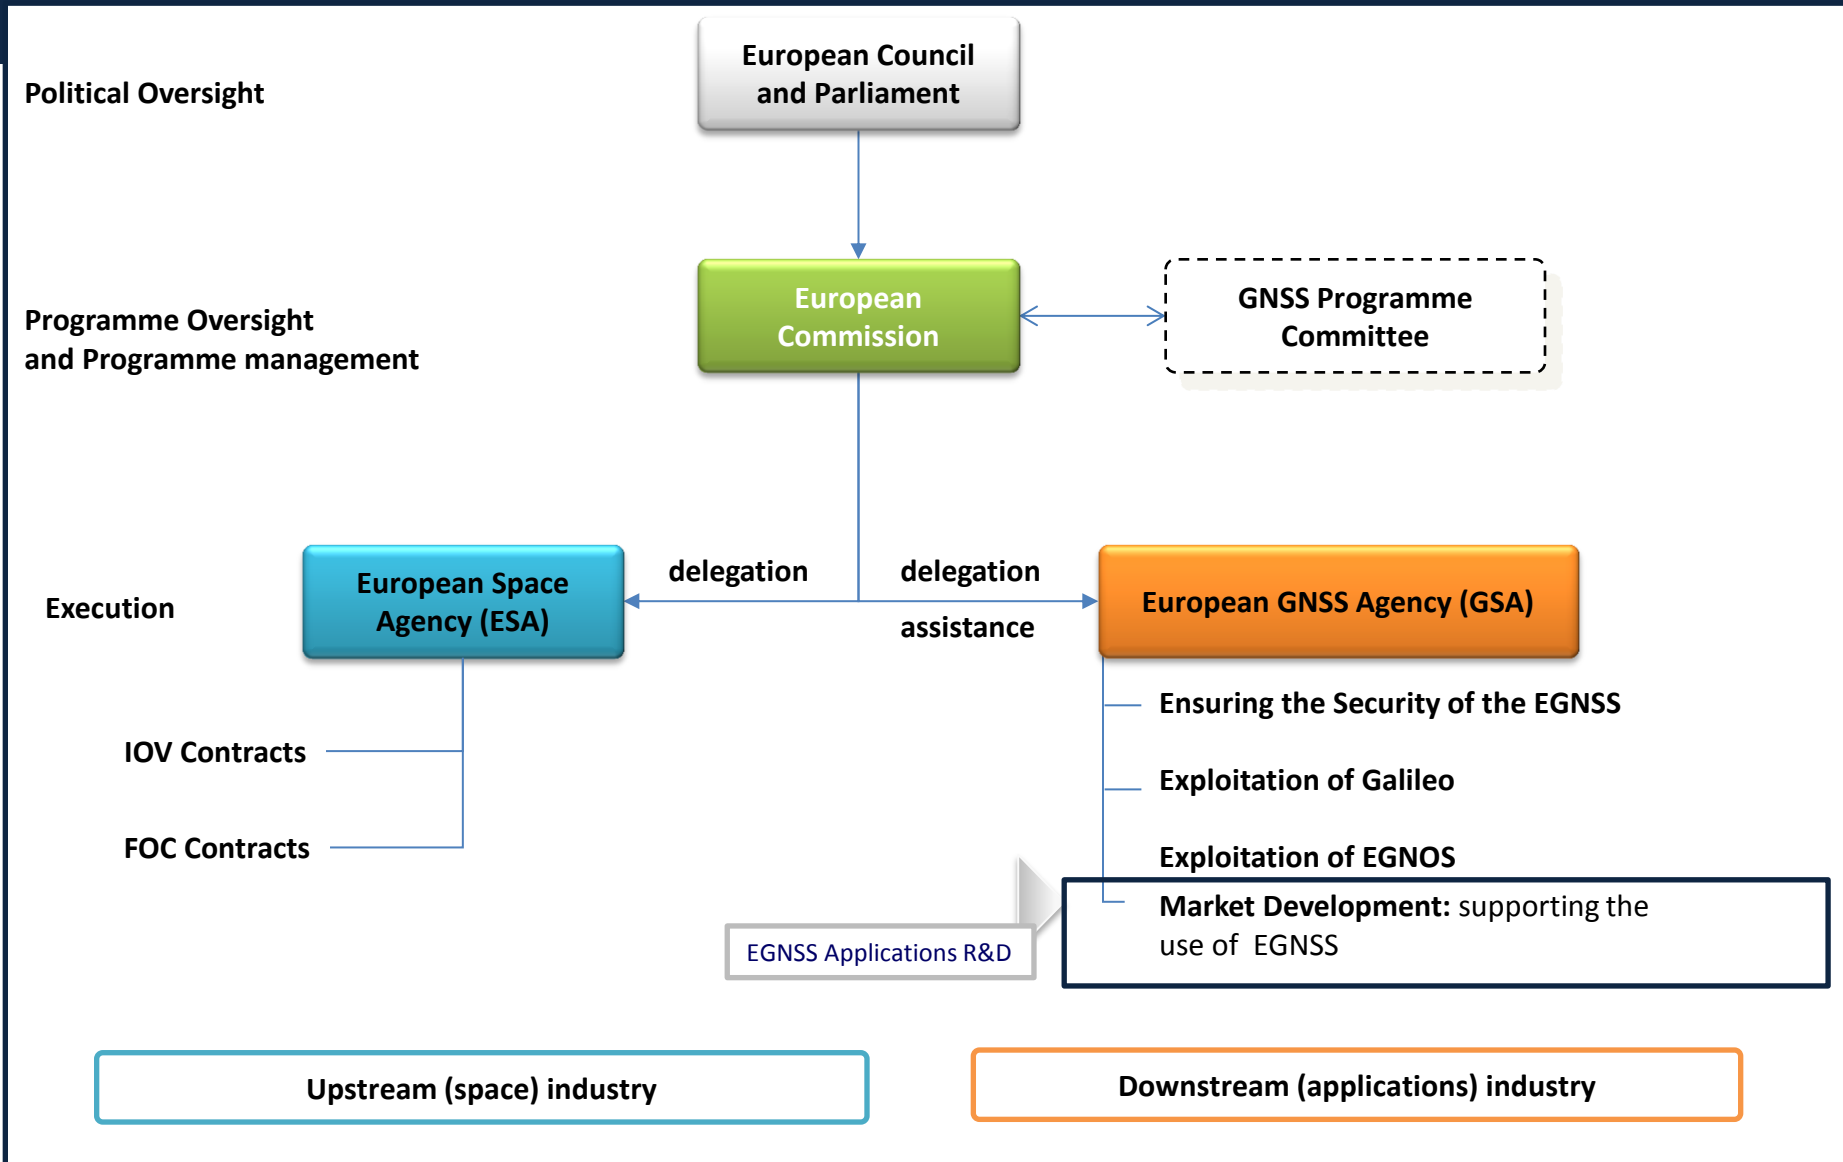 European Council
and Parliament
Political Oversight
European
Commission
GNSS Programme
Committee
Programme Oversight
and Programme management
European Space
Agency (ESA)
delegation
delegation
assistance
European GNSS Agency (GSA)
Execution
Ensuring the Security of the EGNSS
IOV Contracts
Exploitation of Galileo
FOC Contracts
Exploitation of EGNOS
Market Development: supporting the
use of EGNSS
EGNSS Applications R&D
Upstream (space) industry
Downstream (applications) industry